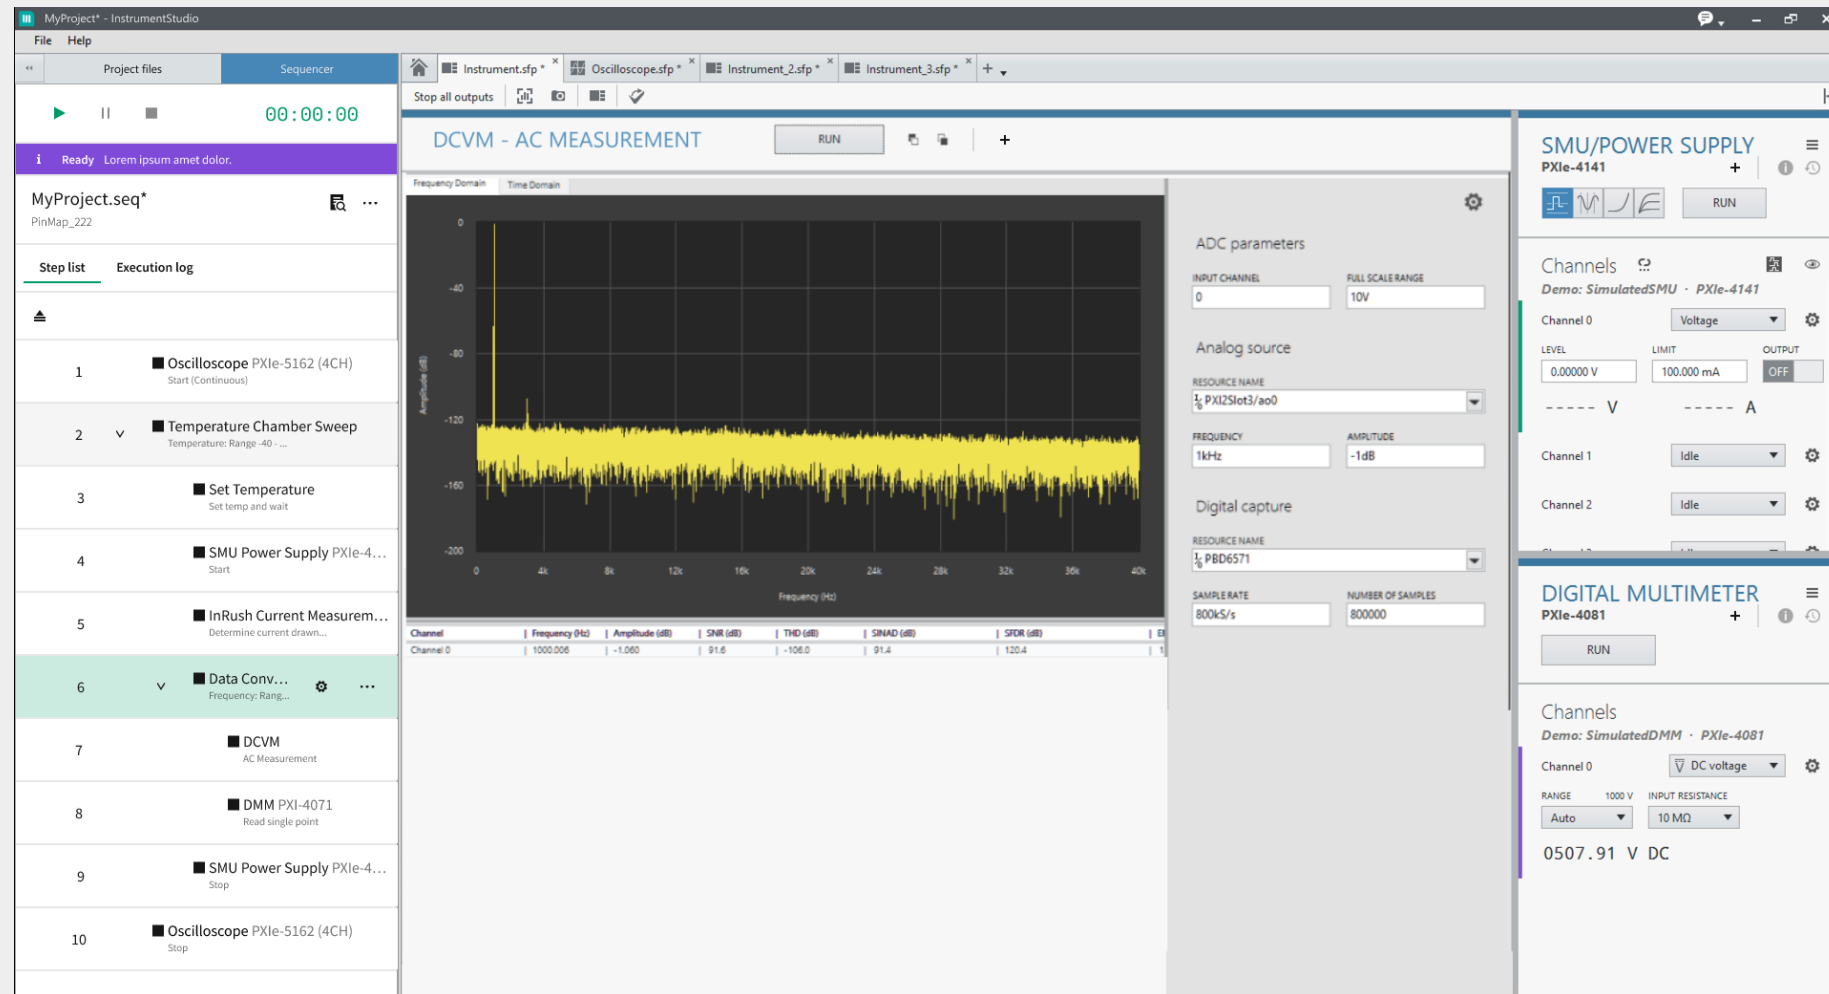 MyProject* - InstrumentStudio
File Help
Project files
Sequencer
00:00:00
i Ready Lorem ipsum amet dolor.
MyProject.seq*
PinMap_222
Step list
Execution log
1
Oscilloscope PXIe-5162 (4CH)
Start (Continuous)
2
Temperature Chamber Sweep
Temperature: Range -40 - ...
3
Set Temperature
Set temp and wait
4
SMU Power Supply PXIe-4...
Start
5
InRush Current Measurem...
Determine current drawn...
6
Data Conv...
Frequency: Rang...
7
DCVM
AC Measurement
8
DMM PXI-4071
Read single point
9
SMU Power Supply PXIe-4...
Stop
10
Oscilloscope PXIe-5162 (4CH)
Stop
Instrument.sfp *
Oscilloscope.sfp *
Instrument_2.sfp *
Instrument_3.sfp *
Stop all outputs
DCVM - AC MEASUREMENT
RUN
Frequency Domain
Time Domain
Amplitude (dB)
0
-40
-80
-120
-160
-200
0 4k 8k 12k 16k 20k 24k 28k 32k 36k 40k
Frequency (Hz)
Channel | Frequency (Hz) | Amplitude (dB) | SNR (dB) | THD (dB) | SINAD (dB) | SFDR (dB)
Channel 0 | 1000.006 | -1.060 | 91.6 | -106.0 | 91.4 | 120.4
ADC parameters
INPUT CHANNEL
FULL SCALE RANGE
0
10V
Analog source
RESOURCE NAME
PXI2Slot3/ao0
FREQUENCY
AMPLITUDE
1kHz
-1dB
Digital capture
RESOURCE NAME
PBD6571
SAMPLE RATE
NUMBER OF SAMPLES
800kS/s
800000
SMU/POWER SUPPLY
PXIe-4141
RUN
Channels
Demo: SimulatedSMU · PXIe-4141
Channel 0
Voltage
LEVEL
LIMIT
OUTPUT
0.00000 V
100.000 mA
OFF
----- V
----- A
Channel 1
Idle
Channel 2
Idle
DIGITAL MULTIMETER
PXIe-4081
RUN
Channels
Demo: SimulatedDMM · PXIe-4081
Channel 0
DC voltage
RANGE 1000 V
INPUT RESISTANCE
Auto
10 MΩ
0507.91 V DC